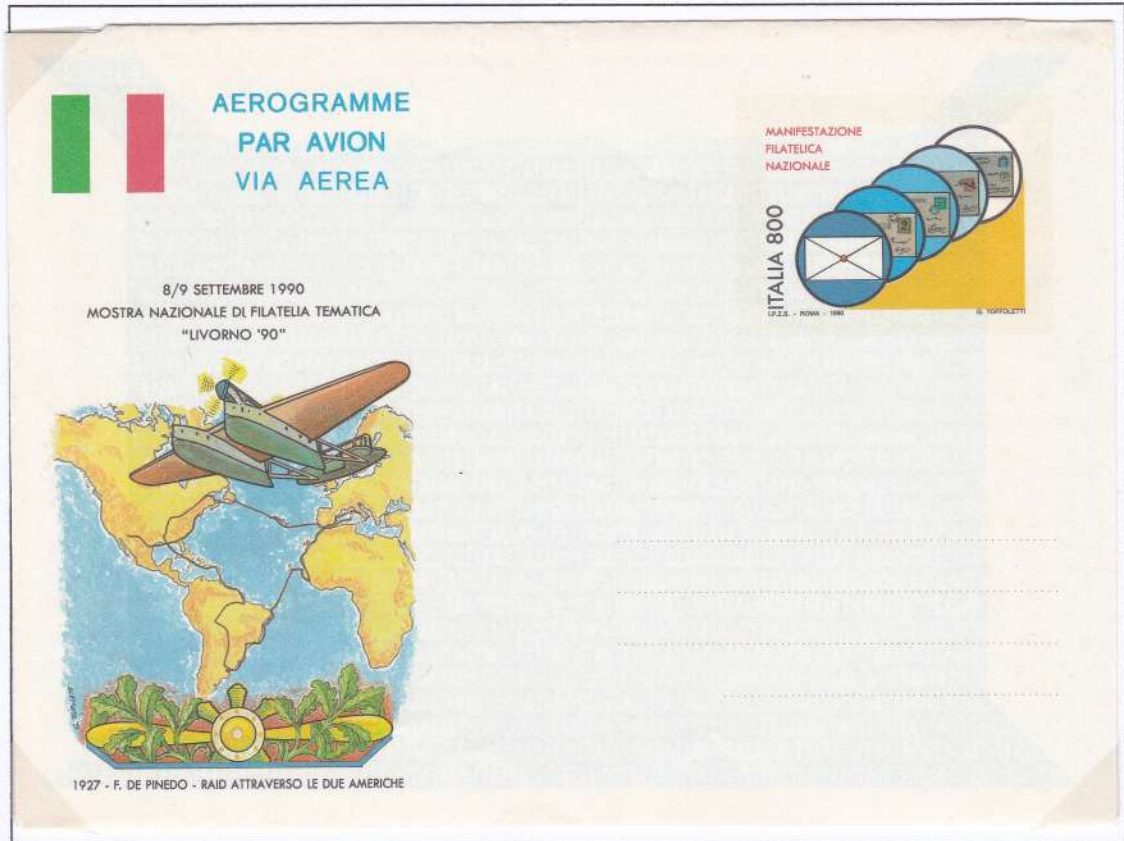 AEROGRAMME
PAR AVION
VIA AEREA
MANIFESTAZIONE
FILATELICA
NAZIONALE
ITALIA 800
I.P.Z.S. - ROMA - 1990
G. TOFFOLETTI
8/9 SETTEMBRE 1990
MOSTRA NAZIONALE DI FILATELIA TEMATICA
"LIVORNO '90"
1927 - F. DE PINEDO - RAID ATTRAVERSO LE DUE AMERICHE